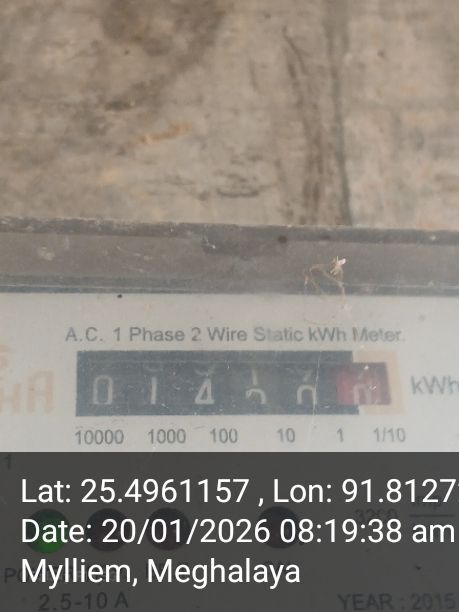 A.C. 1 Phase 2 Wire Static kWh Meter.
kWh
10000 1000 100 10 1 1/10
Lat: 25.4961157 , Lon: 91.8127
Date: 20/01/2026 08:19:38 am
Mylliem, Meghalaya
2.5-10 A YEAR : 2015